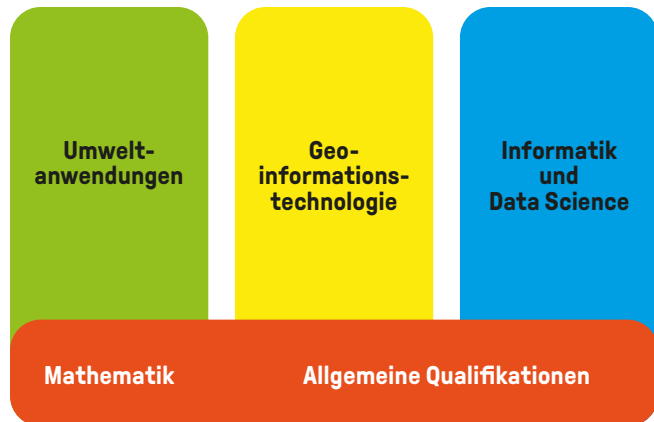 Umwelt-
anwendungen
Geo-
informations-
technologie
Informatik
und
Data Science
Mathematik
Allgemeine Qualifikationen